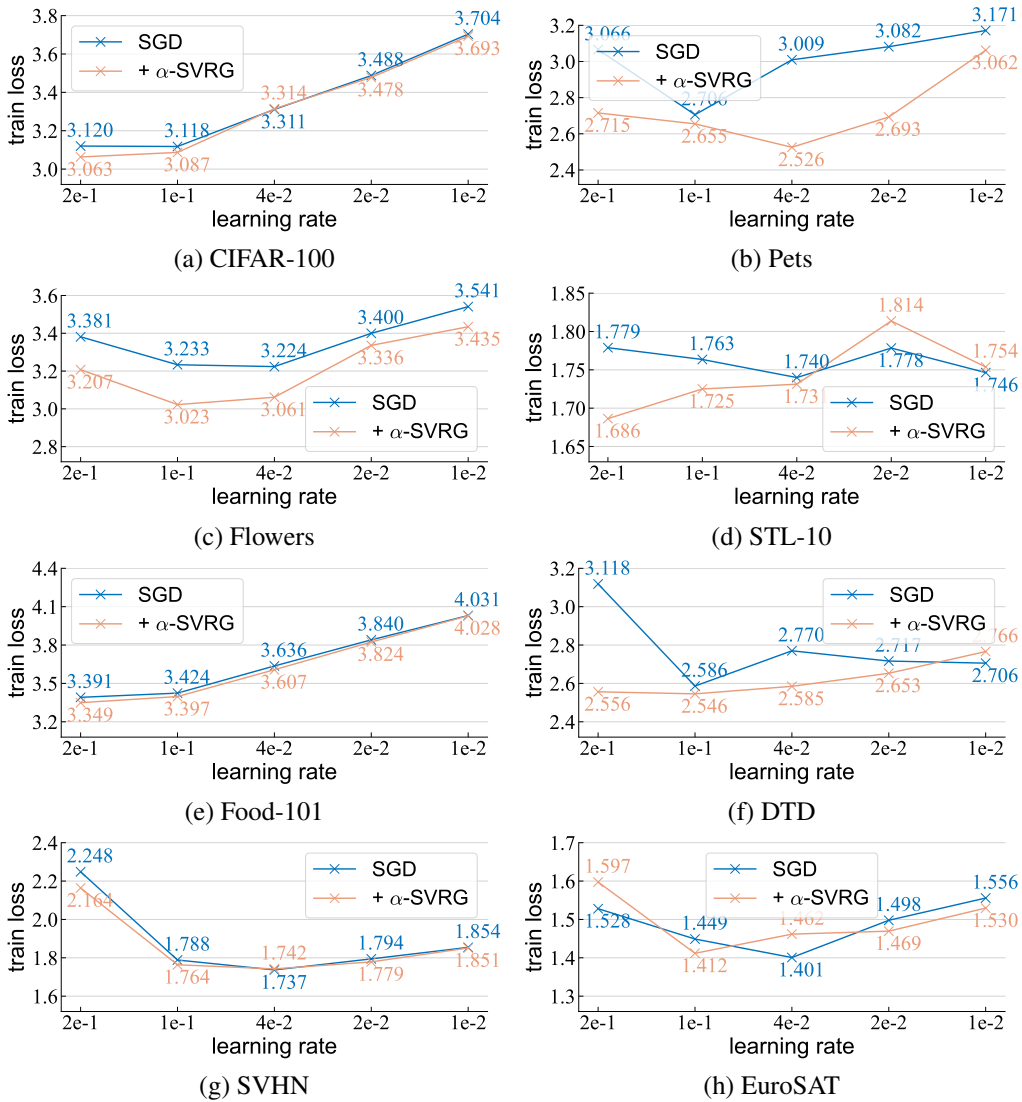 3.8
3.6
3.4
3.2
3.0
train loss
SGD
+ α-SVRG
3.120
3.118
3.311
3.488
3.704
3.063
3.087
3.314
3.478
3.693
2e-1 1e-1 4e-2 2e-2 1e-2
learning rate
(a) CIFAR-100
3.2
3.0
2.8
2.6
2.4
train loss
SGD
+ α-SVRG
3.066
2.706
3.009
3.082
3.171
2.715
2.655
2.526
2.693
3.062
2e-1 1e-1 4e-2 2e-2 1e-2
learning rate
(b) Pets
3.6
3.4
3.2
3.0
2.8
train loss
SGD
+ α-SVRG
3.381
3.233
3.224
3.400
3.541
3.207
3.023
3.061
3.336
3.435
2e-1 1e-1 4e-2 2e-2 1e-2
learning rate
(c) Flowers
1.85
1.80
1.75
1.70
1.65
train loss
SGD
+ α-SVRG
1.779
1.763
1.740
1.778
1.746
1.686
1.725
1.73
1.814
1.754
2e-1 1e-1 4e-2 2e-2 1e-2
learning rate
(d) STL-10
4.4
4.1
3.8
3.5
3.2
train loss
SGD
+ α-SVRG
3.391
3.424
3.636
3.840
4.031
3.349
3.397
3.607
3.824
4.028
2e-1 1e-1 4e-2 2e-2 1e-2
learning rate
(e) Food-101
3.2
3.0
2.8
2.6
2.4
train loss
SGD
+ α-SVRG
3.118
2.586
2.770
2.717
2.706
2.556
2.546
2.585
2.653
2.766
2e-1 1e-1 4e-2 2e-2 1e-2
learning rate
(f) DTD
2.4
2.2
2.0
1.8
1.6
train loss
SGD
+ α-SVRG
2.248
1.788
1.737
1.794
1.854
2.164
1.764
1.742
1.779
1.851
2e-1 1e-1 4e-2 2e-2 1e-2
learning rate
(g) SVHN
1.7
1.6
1.5
1.4
1.3
train loss
SGD
+ α-SVRG
1.528
1.449
1.401
1.498
1.556
1.597
1.412
1.462
1.469
1.530
2e-1 1e-1 4e-2 2e-2 1e-2
learning rate
(h) EuroSAT